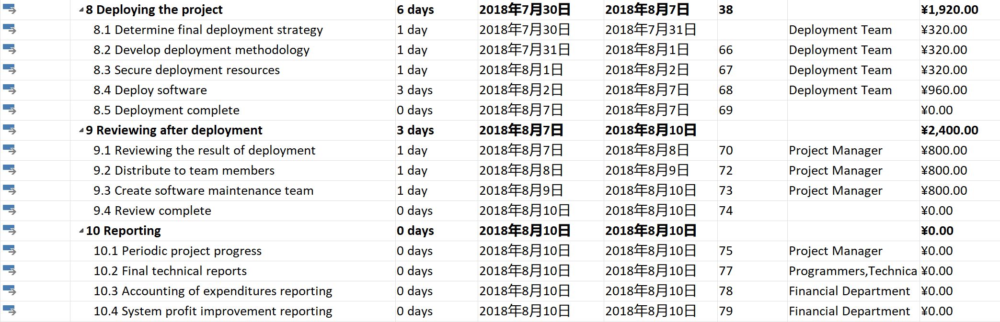 8 Deploying the project 6 days 2018年7月30日 2018年8月7日 38 ¥1,920.00
8.1 Determine final deployment strategy 1 day 2018年7月30日 2018年7月31日 Deployment Team ¥320.00
8.2 Develop deployment methodology 1 day 2018年7月31日 2018年8月1日 66 Deployment Team ¥320.00
8.3 Secure deployment resources 1 day 2018年8月1日 2018年8月2日 67 Deployment Team ¥320.00
8.4 Deploy software 3 days 2018年8月2日 2018年8月7日 68 Deployment Team ¥960.00
8.5 Deployment complete 0 days 2018年8月7日 2018年8月7日 69 ¥0.00
9 Reviewing after deployment 3 days 2018年8月7日 2018年8月10日 ¥2,400.00
9.1 Reviewing the result of deployment 1 day 2018年8月7日 2018年8月8日 70 Project Manager ¥800.00
9.2 Distribute to team members 1 day 2018年8月8日 2018年8月9日 72 Project Manager ¥800.00
9.3 Create software maintenance team 1 day 2018年8月9日 2018年8月10日 73 Project Manager ¥800.00
9.4 Review complete 0 days 2018年8月10日 2018年8月10日 74 ¥0.00
10 Reporting 0 days 2018年8月10日 2018年8月10日 ¥0.00
10.1 Periodic project progress 0 days 2018年8月10日 2018年8月10日 75 Project Manager ¥0.00
10.2 Final technical reports 0 days 2018年8月10日 2018年8月10日 77 Programmers,Technica ¥0.00
10.3 Accounting of expenditures reporting 0 days 2018年8月10日 2018年8月10日 78 Financial Department ¥0.00
10.4 System profit improvement reporting 0 days 2018年8月10日 2018年8月10日 79 Financial Department ¥0.00